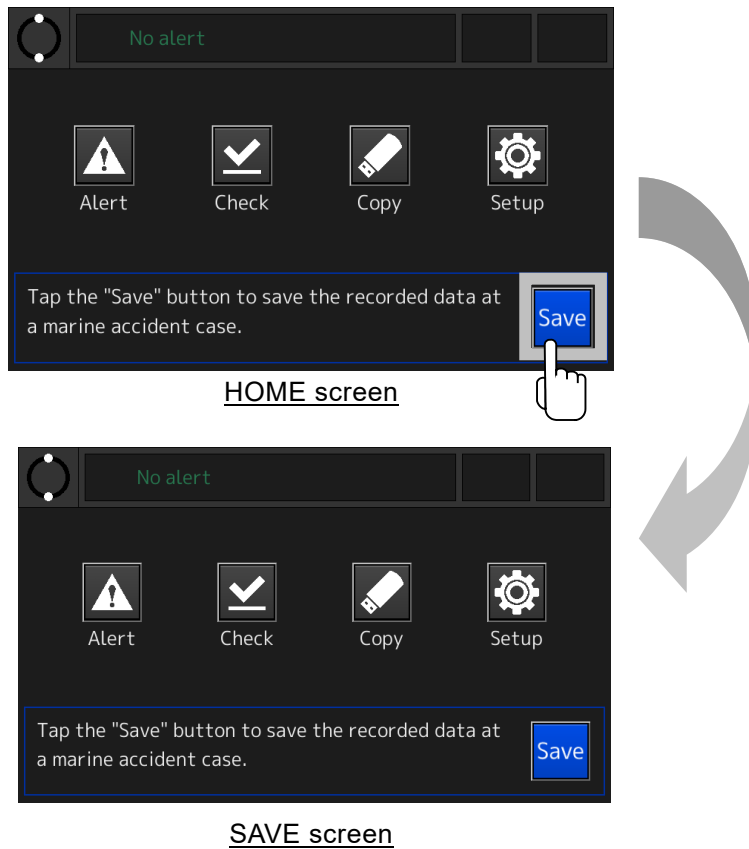 No alert
Alert Check Copy Setup
Tap the "Save" button to save the recorded data at
a marine accident case.
Save
HOME screen
No alert
Alert Check Copy Setup
Tap the "Save" button to save the recorded data at
a marine accident case.
Save
SAVE screen